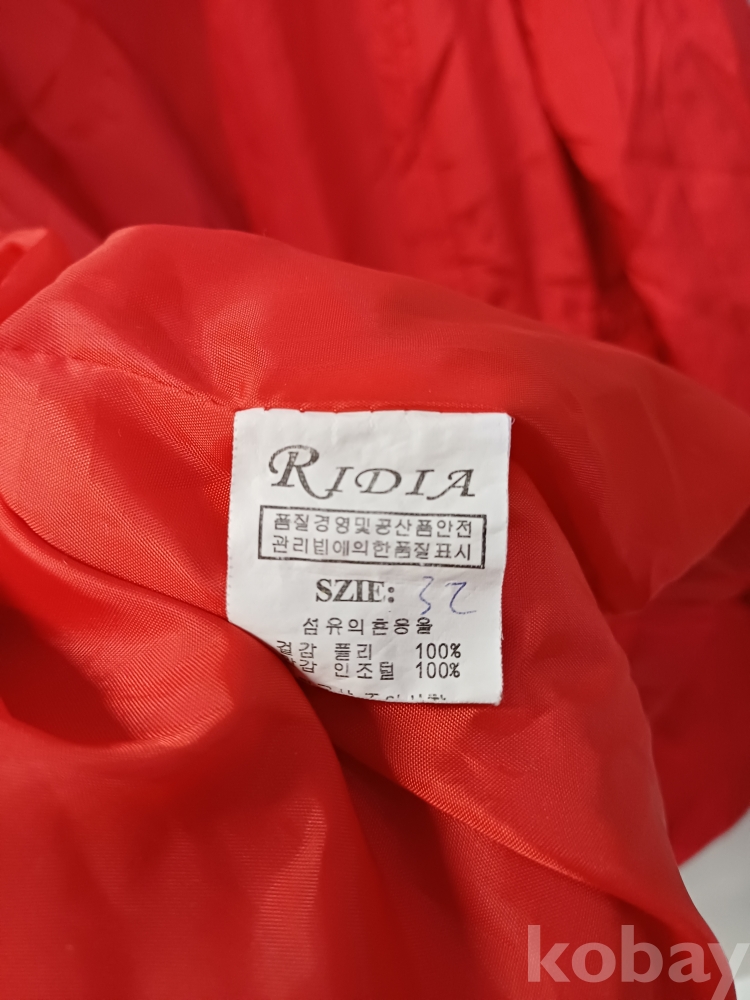 RIDIA
품질경영및공산품안전
관리법에의한품질표시
SZIE: 32
섬유의혼용율
겉감 폴리 100%
안감 인조털 100%
kobay